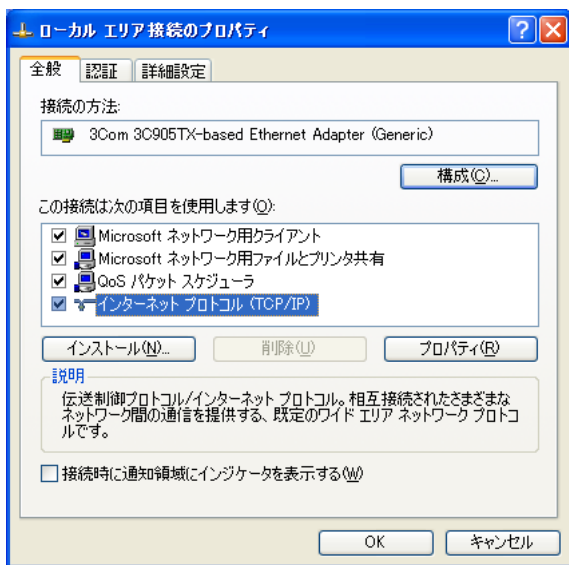 ローカル エリア接続のプロパティ
全般 認証 詳細設定
接続の方法:
3Com 3C905TX-based Ethernet Adapter (Generic)
構成(C)...
この接続は次の項目を使用します(O):
Microsoft ネットワーク用クライアント
Microsoft ネットワーク用ファイルとプリンタ共有
QoS パケット スケジューラ
インターネット プロトコル (TCP/IP)
インストール(N)... 削除(U) プロパティ(R)
説明
伝送制御プロトコル/インターネット プロトコル。相互接続されたさまざまな
ネットワーク間の通信を提供する、既定のワイド エリア ネットワーク プロトコ
ルです。
接続時に通知領域にインジケータを表示する(W)
OK キャンセル